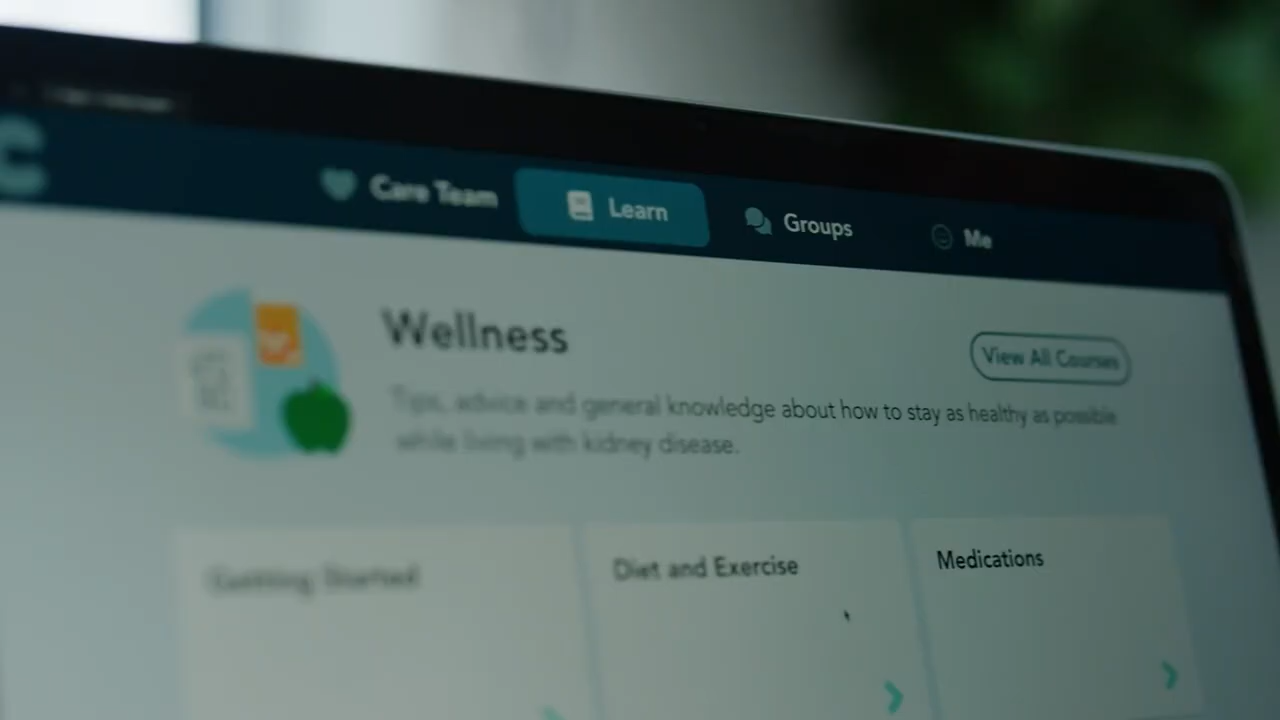 c
Care Team
Learn
Groups
Me
Wellness
View All Courses
Tips, advice and general knowledge about how to stay as healthy as possible
while living with kidney disease.
Getting Started
Diet and Exercise
Medications